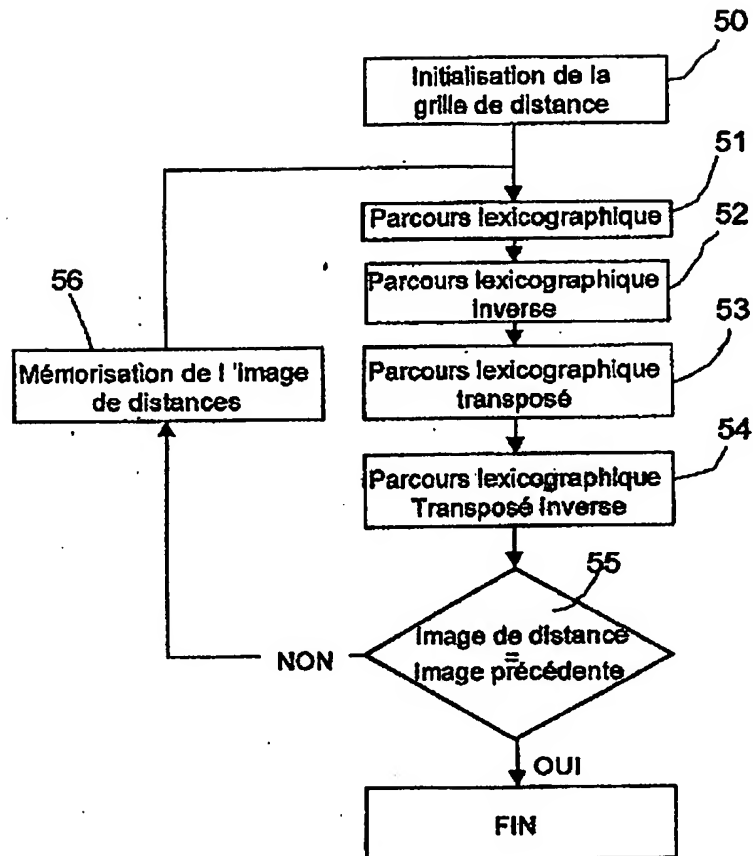 50
Initialisation de la
grille de distance
51
Parcours lexicographique
52
Parcours lexicographique
Inverse
53
Parcours lexicographique
transposé
54
Parcours lexicographique
Transposé Inverse
55
Image de distance
=
Image précédente
NON
56
Mémorisation de l 'Image
de distances
OUI
FIN